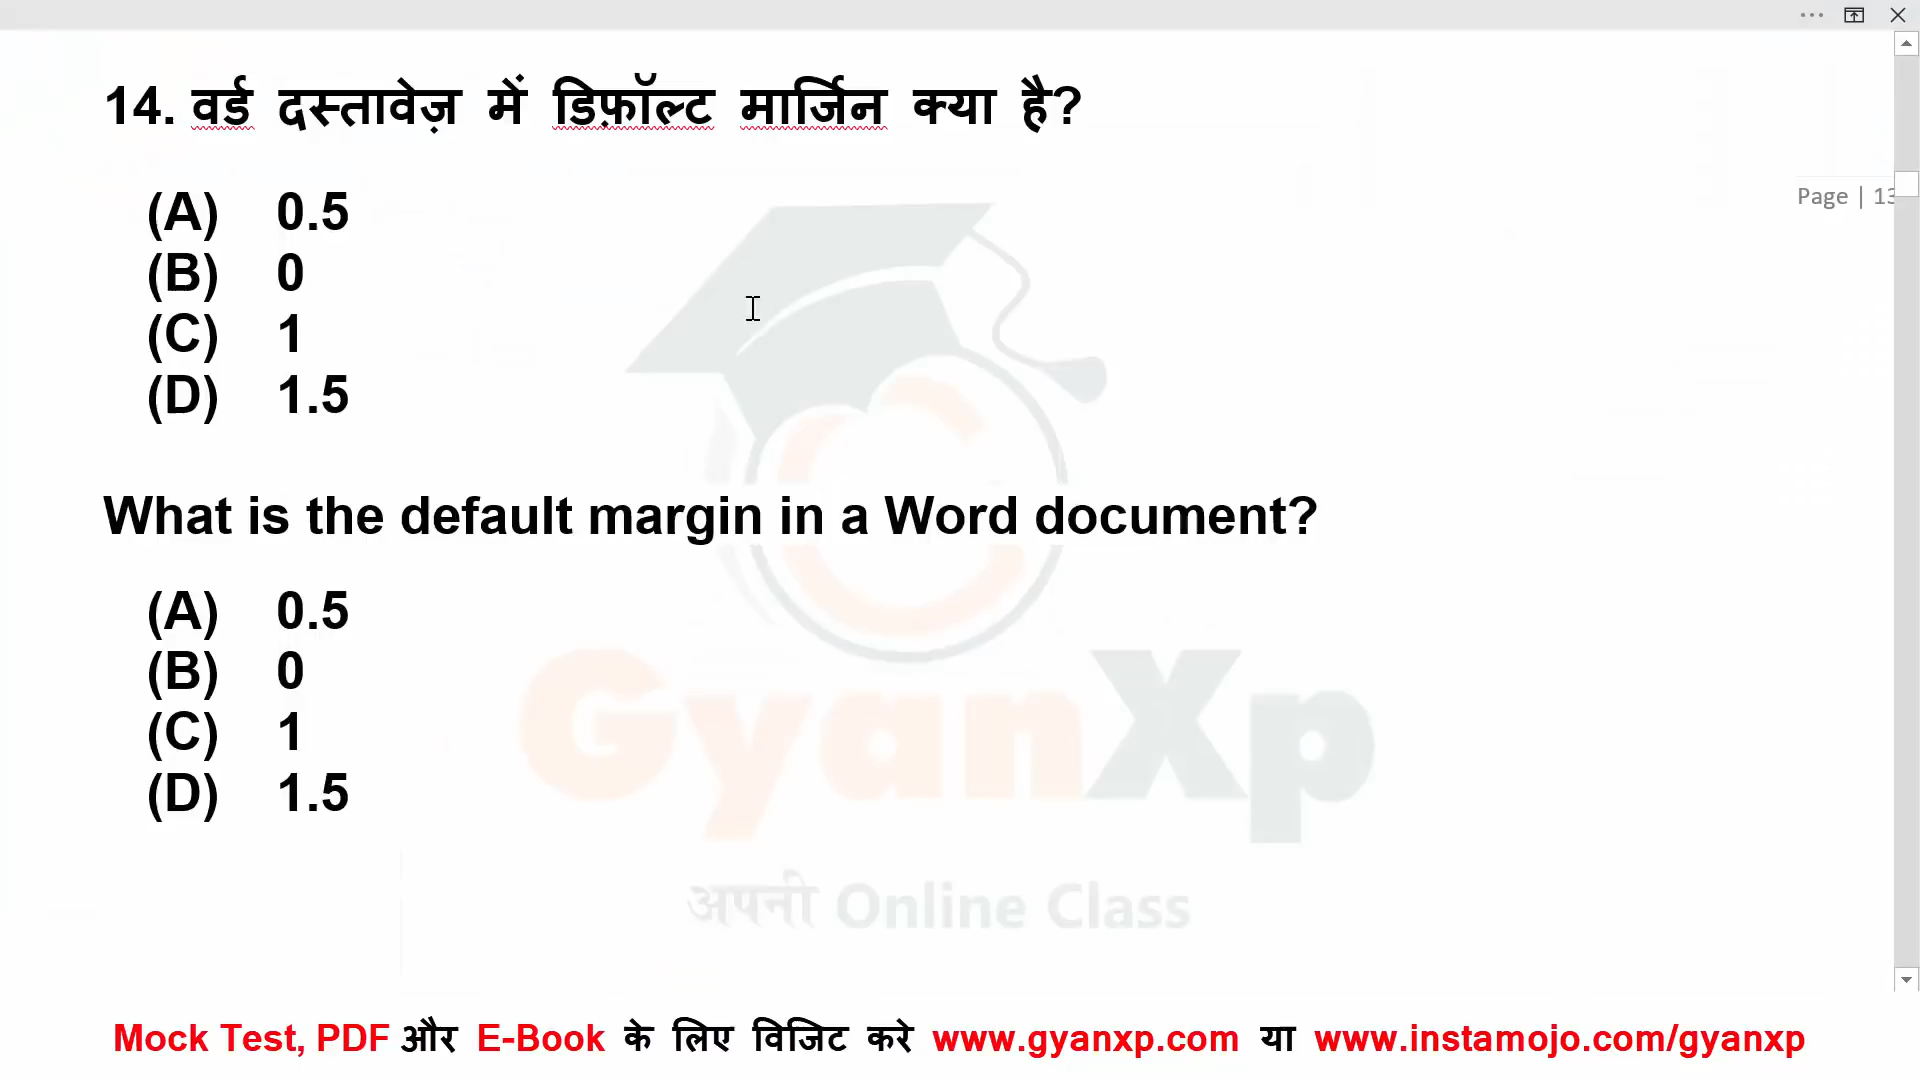 14. वर्ड दस्तावेज़ में डिफ़ॉल्ट मार्जिन क्या है?
Page | 13
(A) 0.5
(B) 0
(C) 1
(D) 1.5
What is the default margin in a Word document?
(A) 0.5
(B) 0
(C) 1
(D) 1.5
GyanXp
अपनी Online Class
Mock Test, PDF और E-Book के लिए विजिट करे www.gyanxp.com या www.instamojo.com/gyanxp